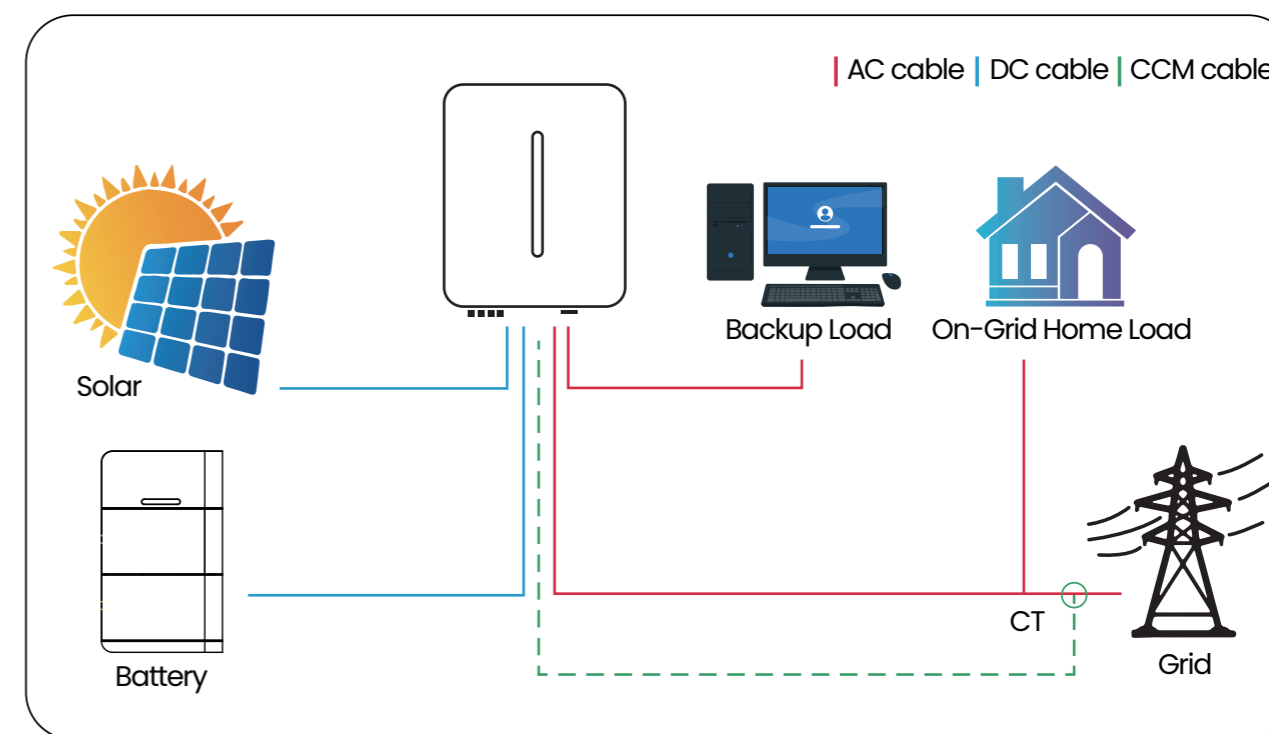 AC cable | DC cable | CCM cable
Backup Load
On-Grid Home Load
Solar
CT
Battery
Grid